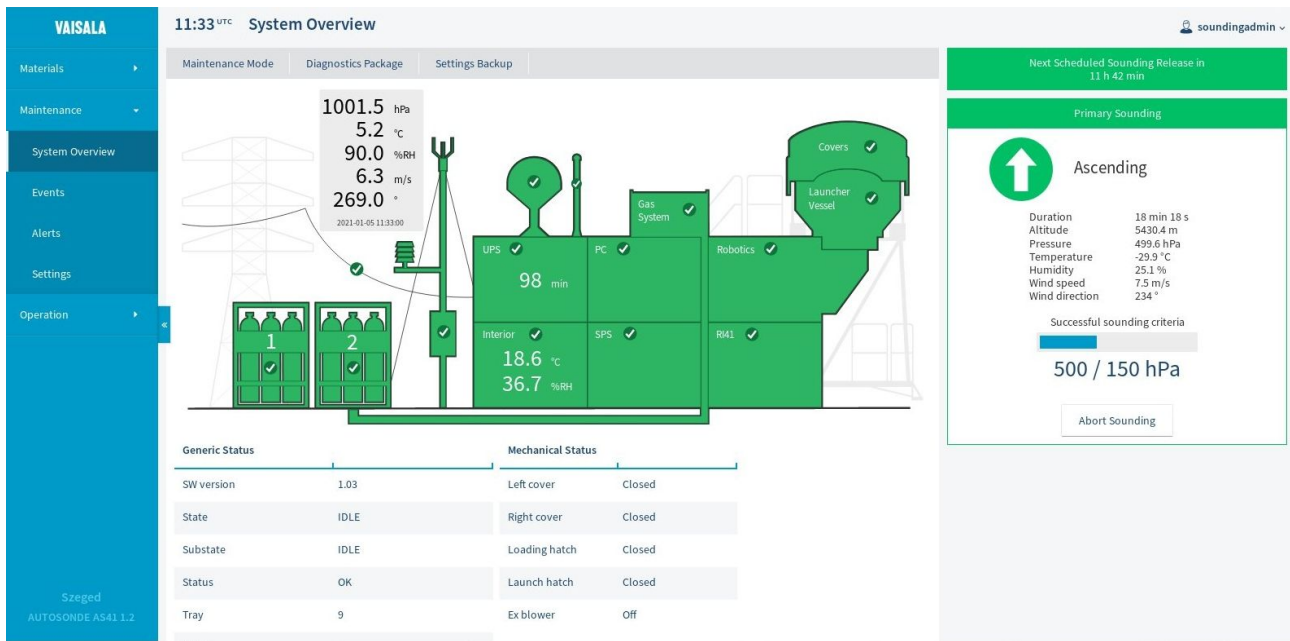 VAISALA
11:33 UTC System Overview
soundingadmin
Materials
Maintenance
System Overview
Events
Alerts
Settings
Operation
Szeged
AUTOSONDE AS41 1.2
Maintenance Mode Diagnostics Package Settings Backup
1001.5 hPa
5.2 °C
90.0 %RH
6.3 m/s
269.0 °
2021-01-05 11:33:00
Covers
Launcher
Vessel
Gas
System
UPS
98 min
PC
Robotics
Interior
18.6 °C
36.7 %RH
SPS
RI41
1
2
Generic Status
SW version 1.03
State IDLE
Substate IDLE
Status OK
Tray 9
Mechanical Status
Left cover Closed
Right cover Closed
Loading hatch Closed
Launch hatch Closed
Ex blower Off
Next Scheduled Sounding Release in
11 h 42 min
Primary Sounding
Ascending
Duration 18 min 18 s
Altitude 5430.4 m
Pressure 499.6 hPa
Temperature -29.9 °C
Humidity 25.1 %
Wind speed 7.5 m/s
Wind direction 234 °
Successful sounding criteria
500 / 150 hPa
Abort Sounding